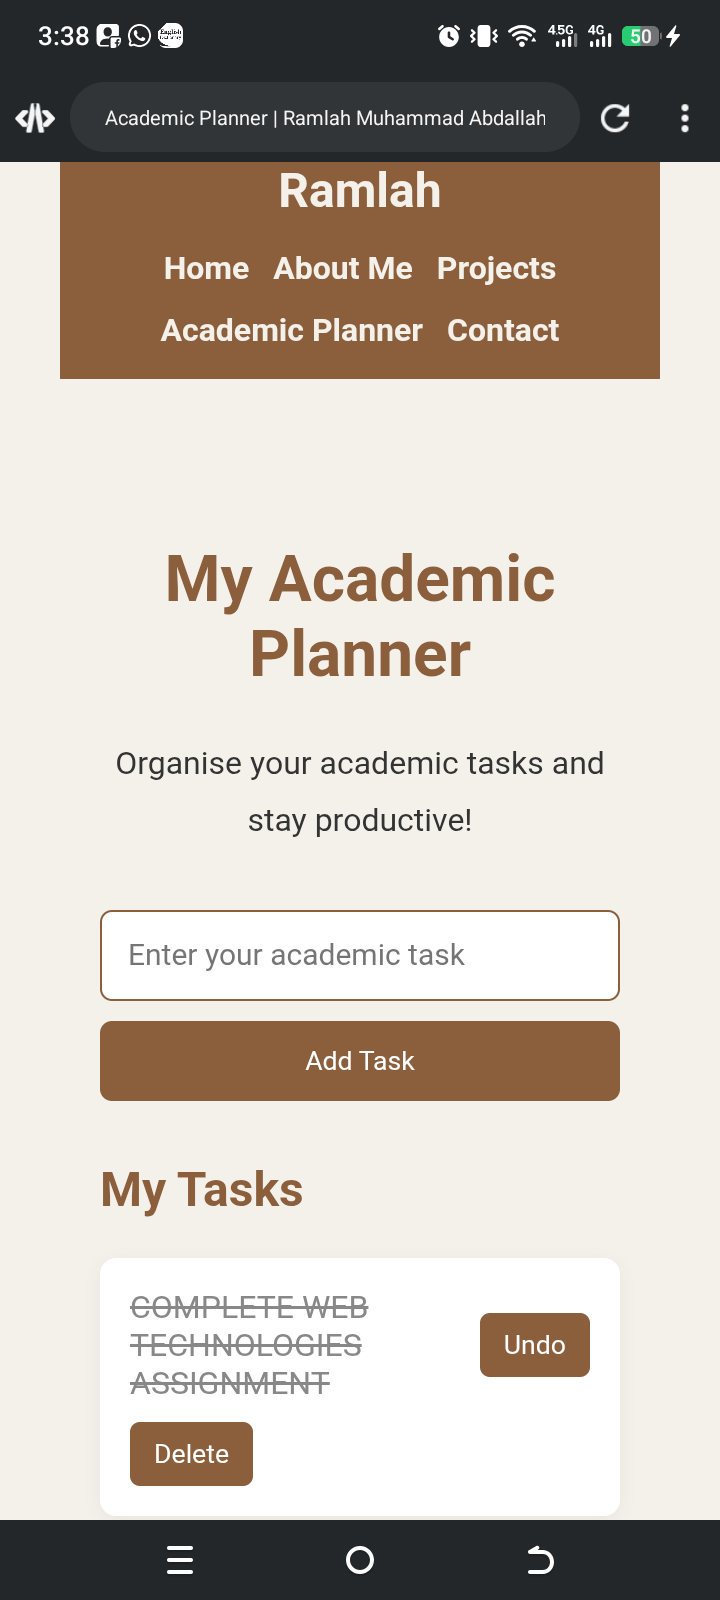 3:38
4.5G 4G 50
Academic Planner | Ramlah Muhammad Abdallah
Ramlah
Home About Me Projects
Academic Planner Contact
My Academic
Planner
Organise your academic tasks and
stay productive!
Enter your academic task
Add Task
My Tasks
COMPLETE WEB
TECHNOLOGIES
ASSIGNMENT
Undo
Delete